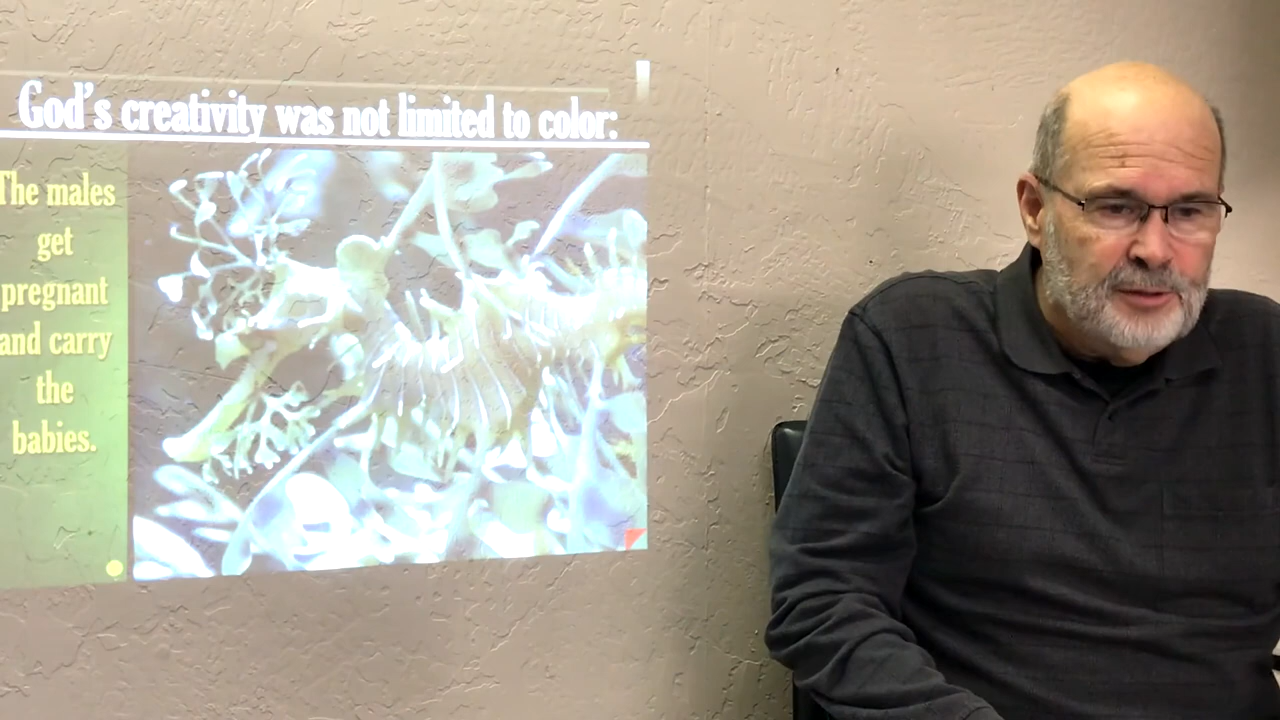 God's creativity was not limited to color:
The males
get
pregnant
and carry
the
babies.